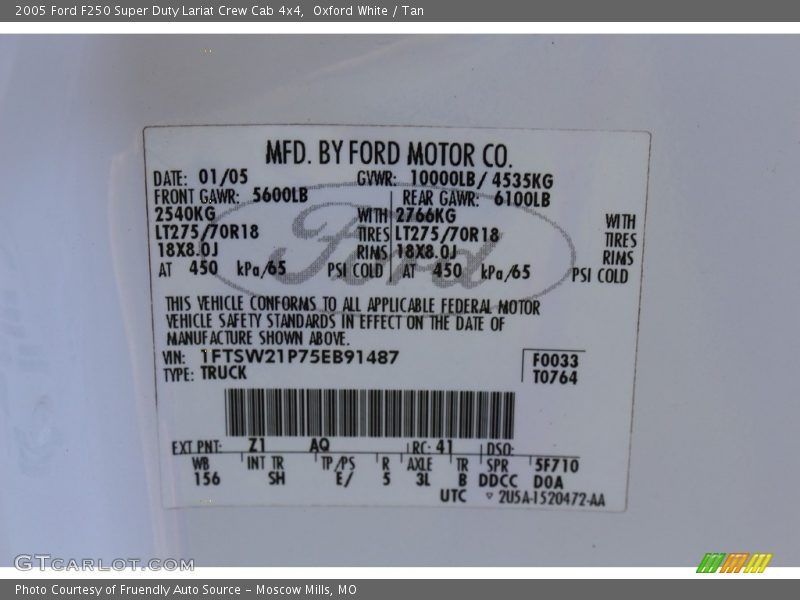 2005 Ford F250 Super Duty Lariat Crew Cab 4x4,  Oxford White / Tan
MFD. BY FORD MOTOR CO.
DATE: 01/05 GVWR: 10000LB/ 4535KG
FRONT GAWR: 5600LB REAR GAWR: 6100LB
2540KG WITH 2766KG WITH
LT275/70R18 TIRES LT275/70R18 TIRES
18X8.0J RIMS 18X8.0J RIMS
AT 450 kPa/65 PSI COLD AT 450 kPa/65 PSI COLD
Ford
THIS VEHICLE CONFORMS TO ALL APPLICABLE FEDERAL MOTOR
VEHICLE SAFETY STANDARDS IN EFFECT ON THE DATE OF
MANUFACTURE SHOWN ABOVE.
VIN: 1FTSW21P75EB91487 F0033
TYPE: TRUCK T0764
EXT PNT: Z1 AQ RC: 41 DSO:
WB INT TR TP/PS R AXLE TR SPR 5F710
156 SH E/ 5 3L B DDCC D0A
UTC ▽ 2U5A-1520472-AA
GTCARLOT.COM
Photo Courtesy of Fruendly Auto Source – Moscow Mills, MO